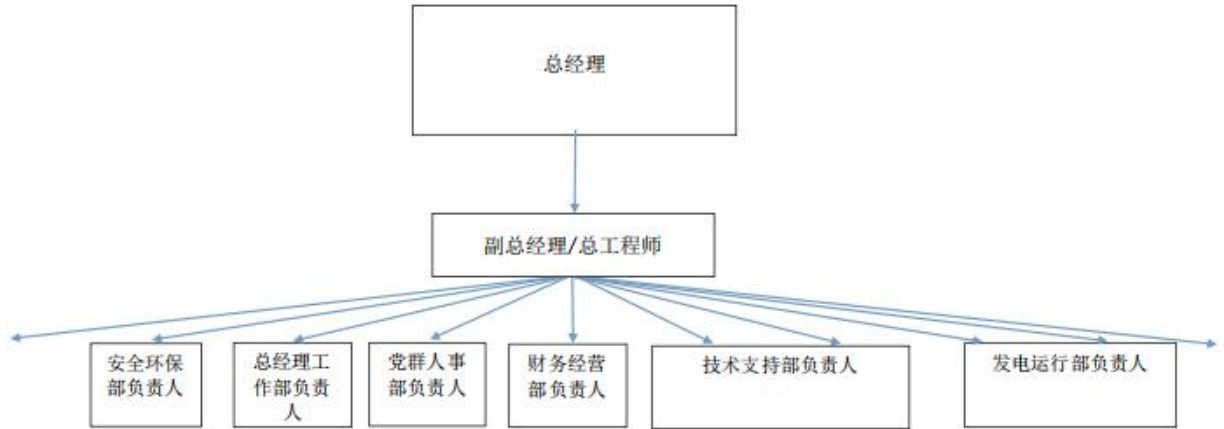 总经理
副总经理/总工程师
安全环保
部负责人
总经理工
作部负责
人
党群人事
部负责人
财务经营
部负责人
技术支持部负责人
发电运行部负责人